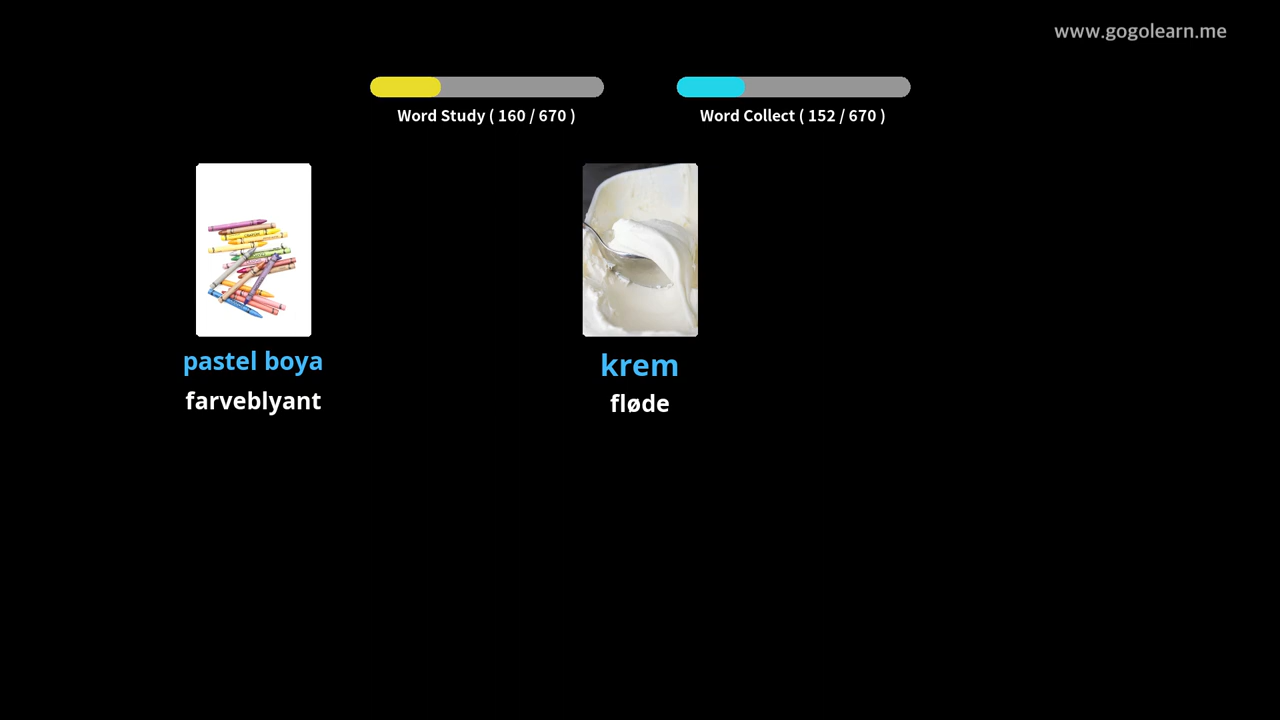 www.gogolearn.me
Word Study ( 160 / 670 )
Word Collect ( 152 / 670 )
pastel boya
farveblyant
krem
fløde